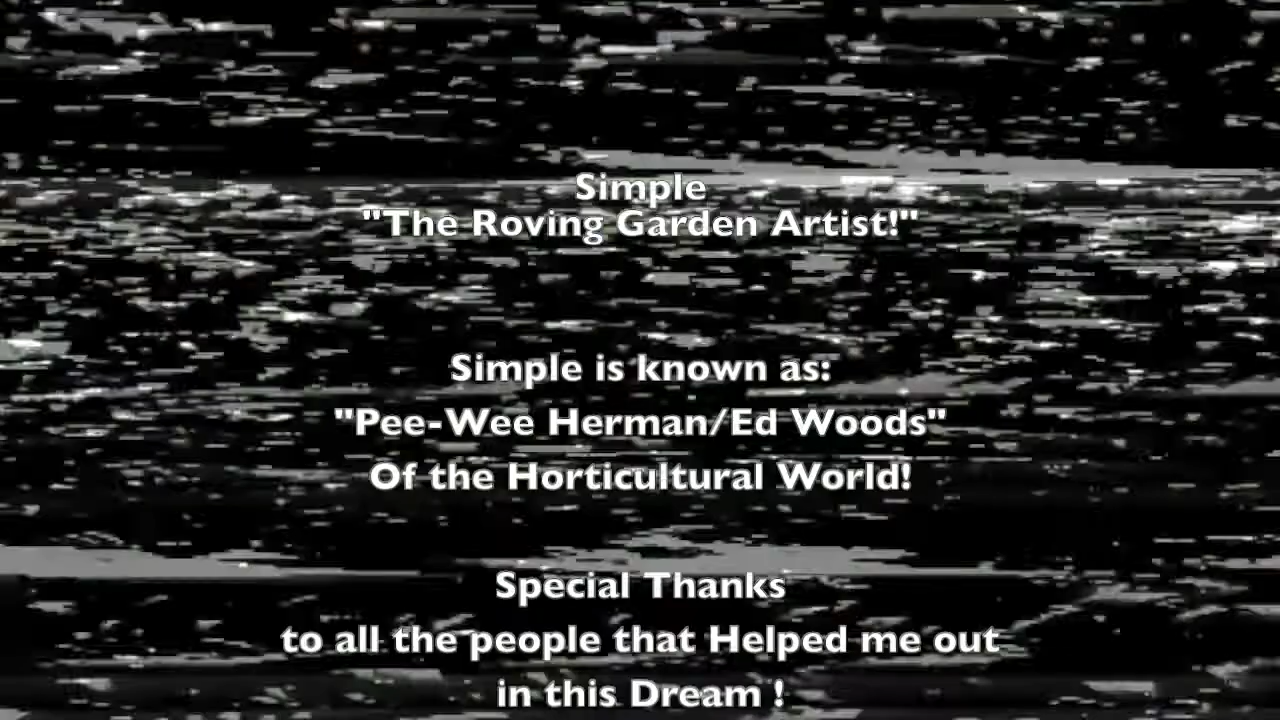 Simple
"The Roving Garden Artist!"
Simple is known as:
"Pee-Wee Herman/Ed Woods"
Of the Horticultural World!
Special Thanks
to all the people that Helped me out
in this Dream !